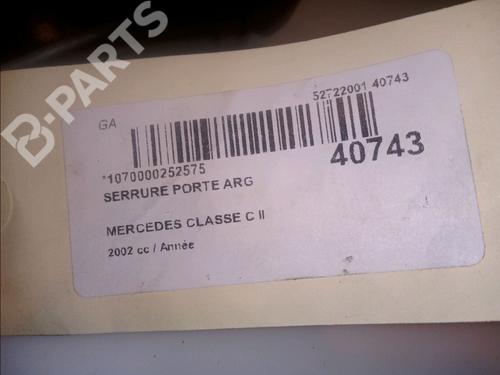 B-PARTS
GA
52722001 40743
*1070000252575
40743
SERRURE PORTE ARG
MERCEDES CLASSE C II
2002 cc / Année